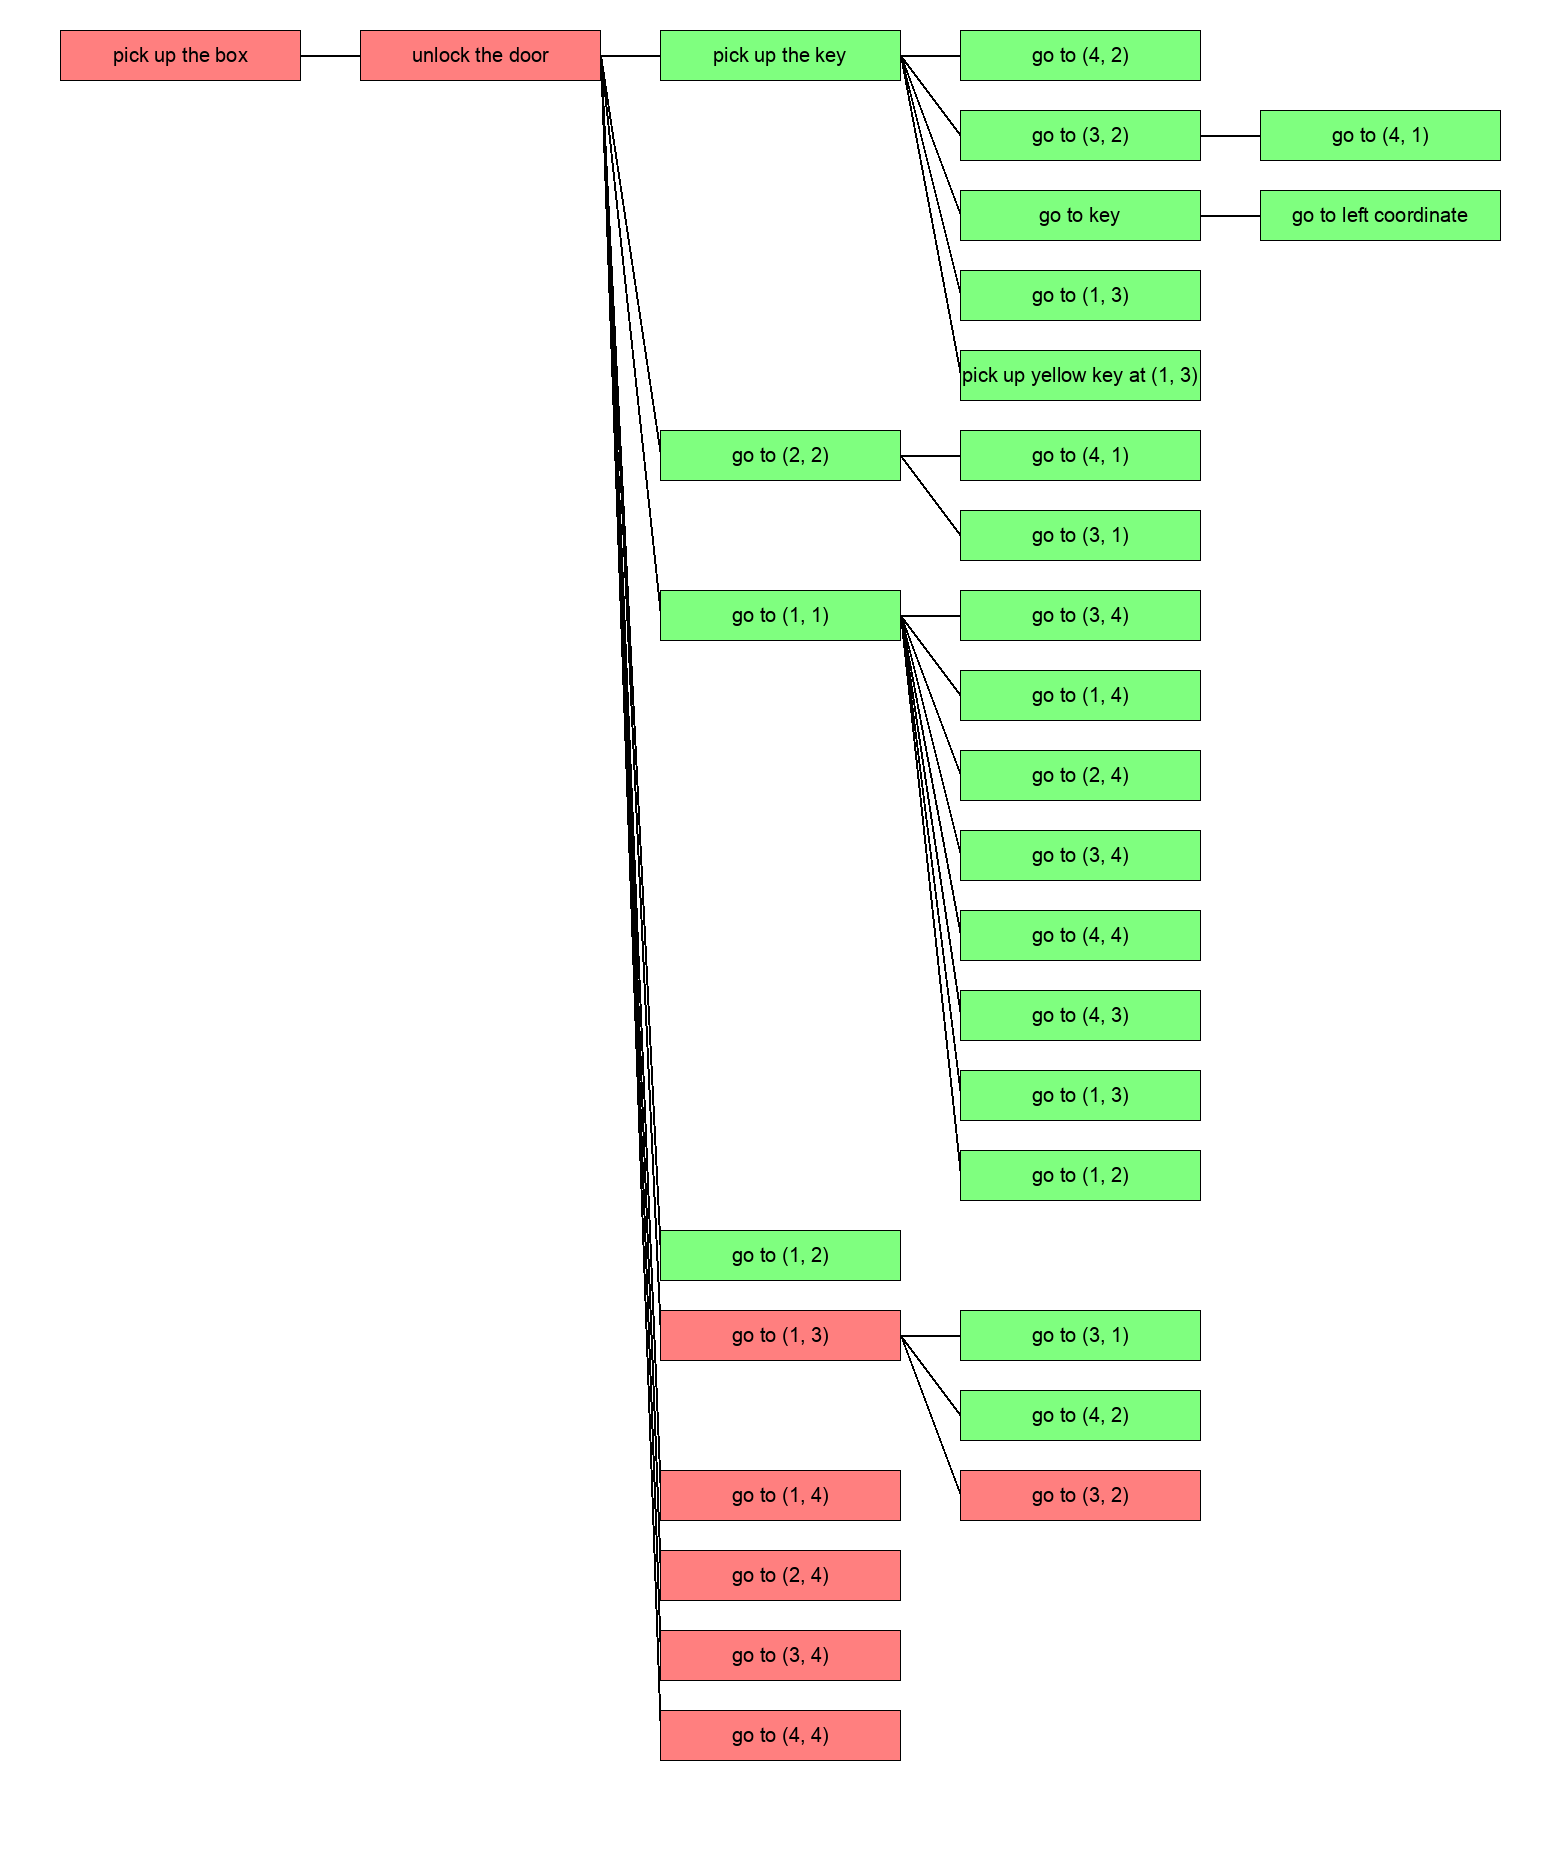 pick up the box
unlock the door
pick up the key
go to (4, 2)
go to (3, 2)
go to (4, 1)
go to key
go to left coordinate
go to (1, 3)
pick up yellow key at (1, 3)
go to (2, 2)
go to (4, 1)
go to (3, 1)
go to (1, 1)
go to (3, 4)
go to (1, 4)
go to (2, 4)
go to (3, 4)
go to (4, 4)
go to (4, 3)
go to (1, 3)
go to (1, 2)
go to (1, 2)
go to (1, 3)
go to (3, 1)
go to (4, 2)
go to (1, 4)
go to (3, 2)
go to (2, 4)
go to (3, 4)
go to (4, 4)